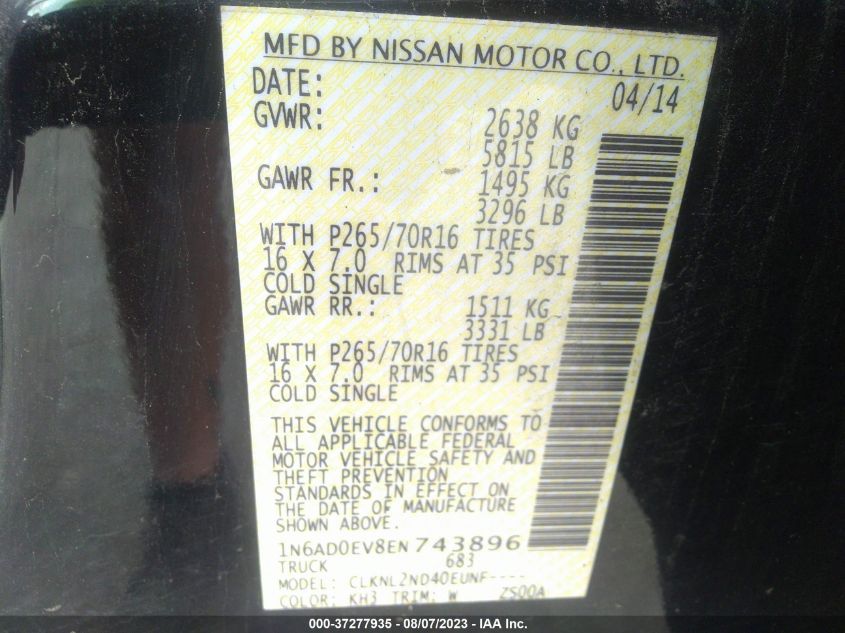 MFD BY NISSAN MOTOR CO., LTD.
DATE: 04/14
GVWR: 2638 KG
5815 LB
GAWR FR.: 1495 KG
3296 LB
WITH P265/70R16 TIRES
16 X 7.0 RIMS AT 35 PSI
COLD SINGLE
GAWR RR.: 1511 KG
3331 LB
WITH P265/70R16 TIRES
16 X 7.0 RIMS AT 35 PSI
COLD SINGLE
THIS VEHICLE CONFORMS TO
ALL APPLICABLE FEDERAL
MOTOR VEHICLE SAFETY AND
THEFT PREVENTION
STANDARDS IN EFFECT ON
THE DATE OF MANUFACTURE
SHOWN ABOVE.
1N6AD0EV8EN743896
TRUCK 683
MODEL: CLKNL2ND40EUNF----
COLOR: KH3 TRIM: W ZS00A
000-37277935 - 08/07/2023 - IAA Inc.